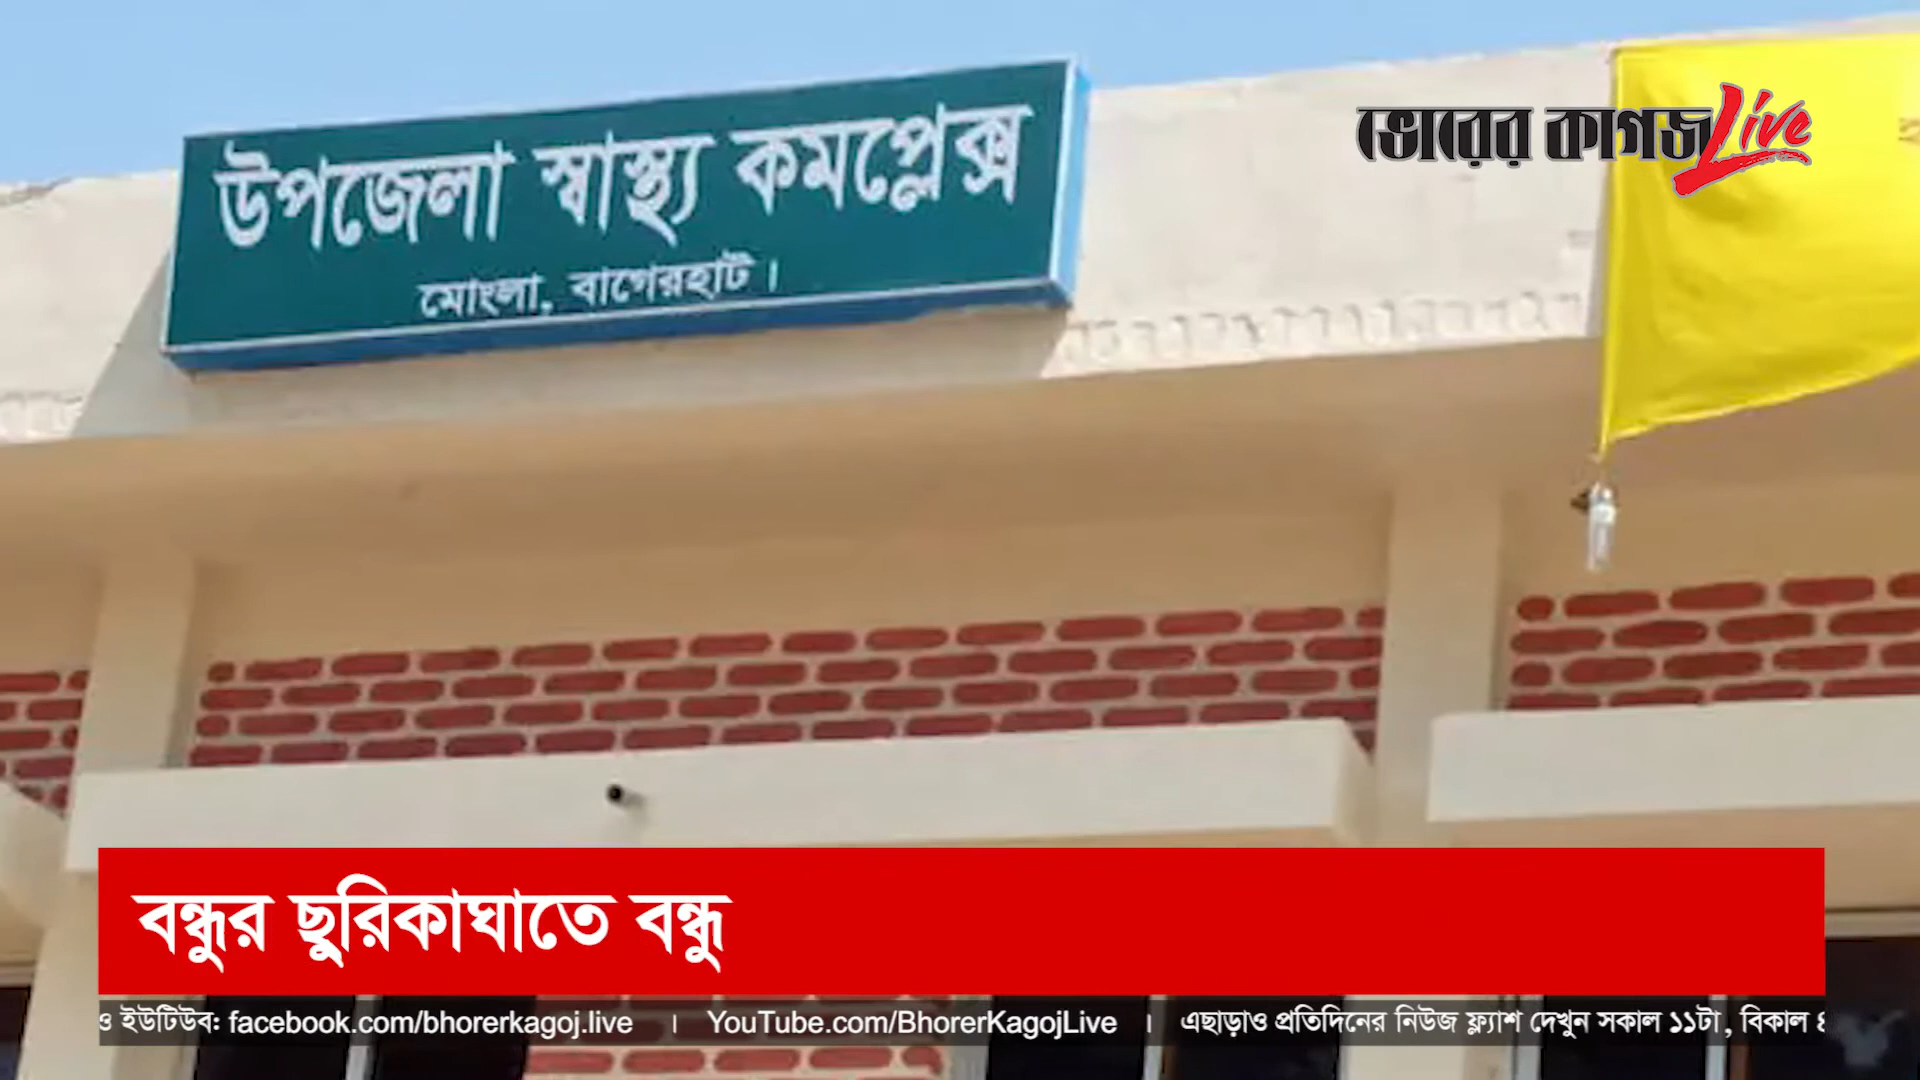 উপজেলা স্বাস্থ্য কমপ্লেক্স
মোংলা, বাগেরহাট।
ভোরের কাগজ Live
বন্ধুর ছুরিকাঘাতে বন্ধু
ও ইউটিউব: facebook.com/bhorerkagoj.live । YouTube.com/BhorerKagojLive । এছাড়াও প্রতিদিনের নিউজ ফ্ল্যাশ দেখুন সকাল ১১টা, বিকাল ৪